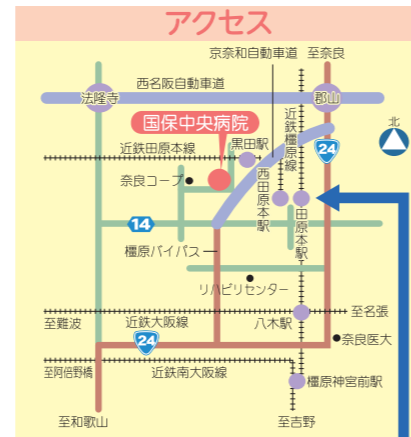 アクセス
京奈和自動車道
至奈良
西名阪自動車道
法隆寺
郡山
北
国保中央病院
近鉄橿原線
24
黒田駅
近鉄田原本線
奈良コープ
西田原本駅
田原本駅
14
橿原バイパス
リハビリセンター
至名張
至難波
近鉄大阪線
八木駅
24
奈良医大
至阿倍野橋
近鉄南大阪線
橿原神宮前駅
至和歌山
至吉野